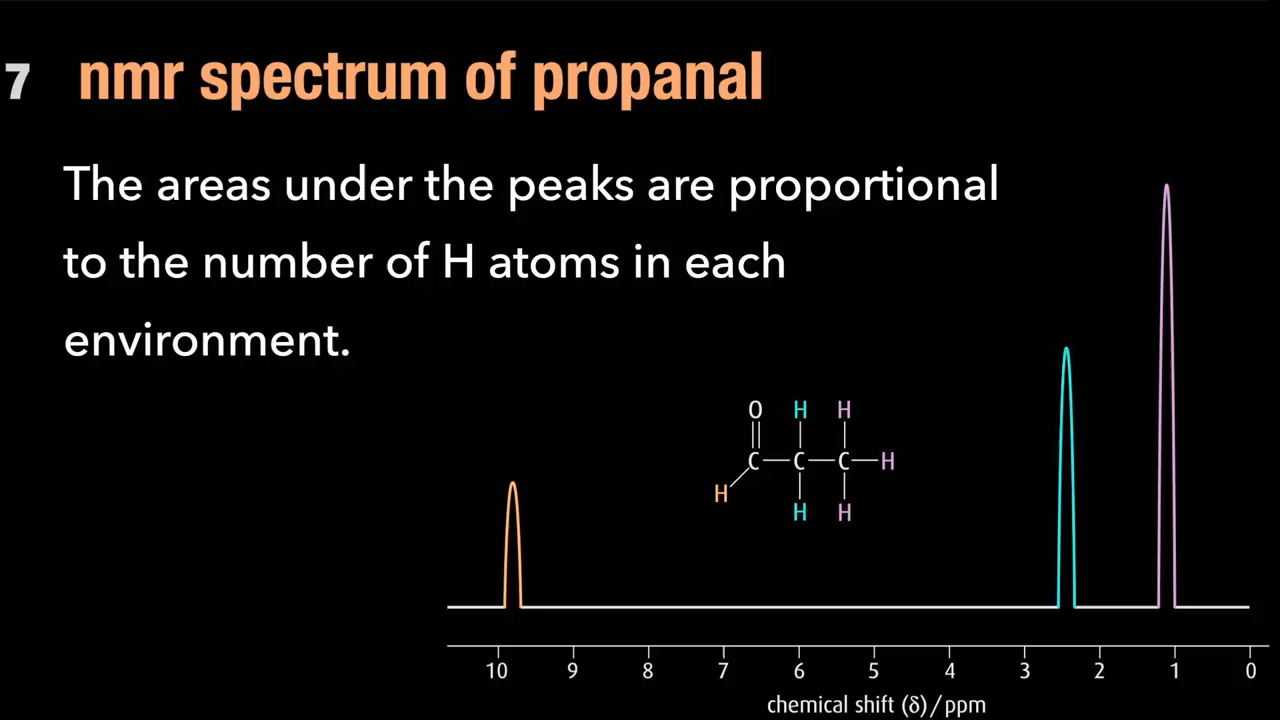 7 nmr spectrum of propanal
The areas under the peaks are proportional
to the number of H atoms in each
environment.
O H H
C C C H
H
H H
10 9 8 7 6 5 4 3 2 1 0
chemical shift (δ)/ppm